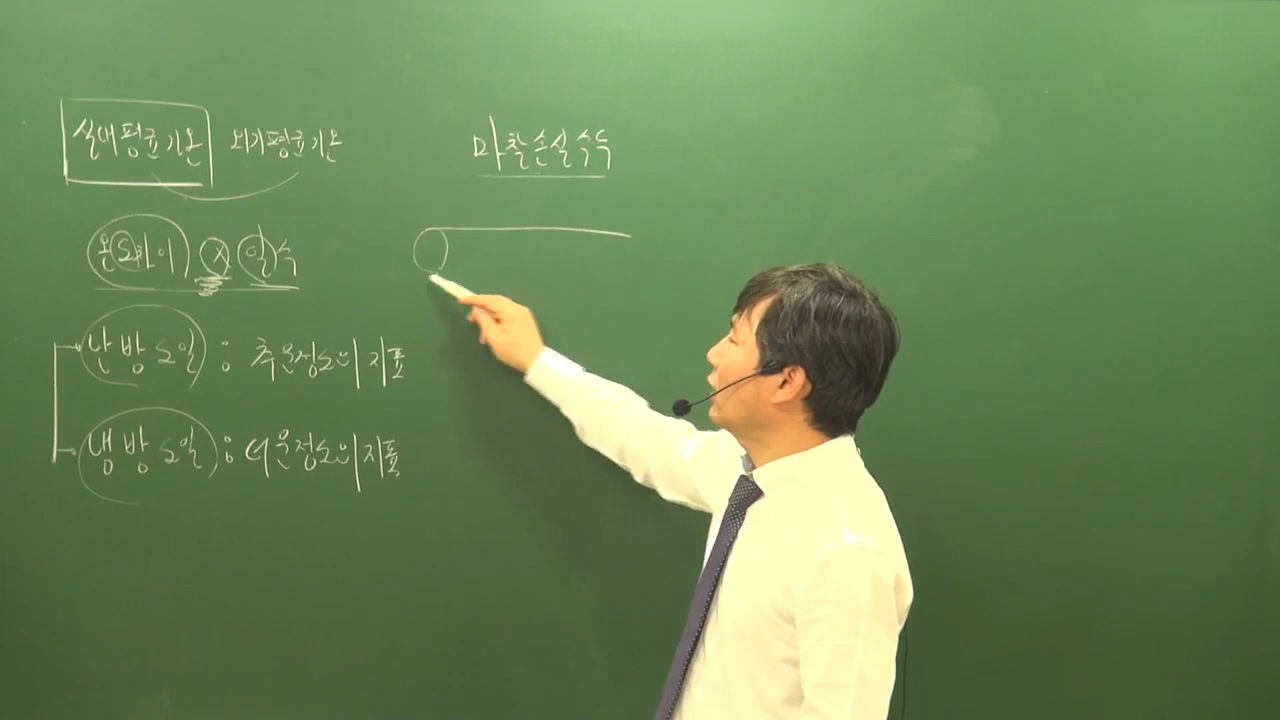 실내평균기온 외기평균기온
온도차이 × 일수
난방도일 : 추운정도의 지표
냉방도일 : 더운정도의 지표
마찰손실수두